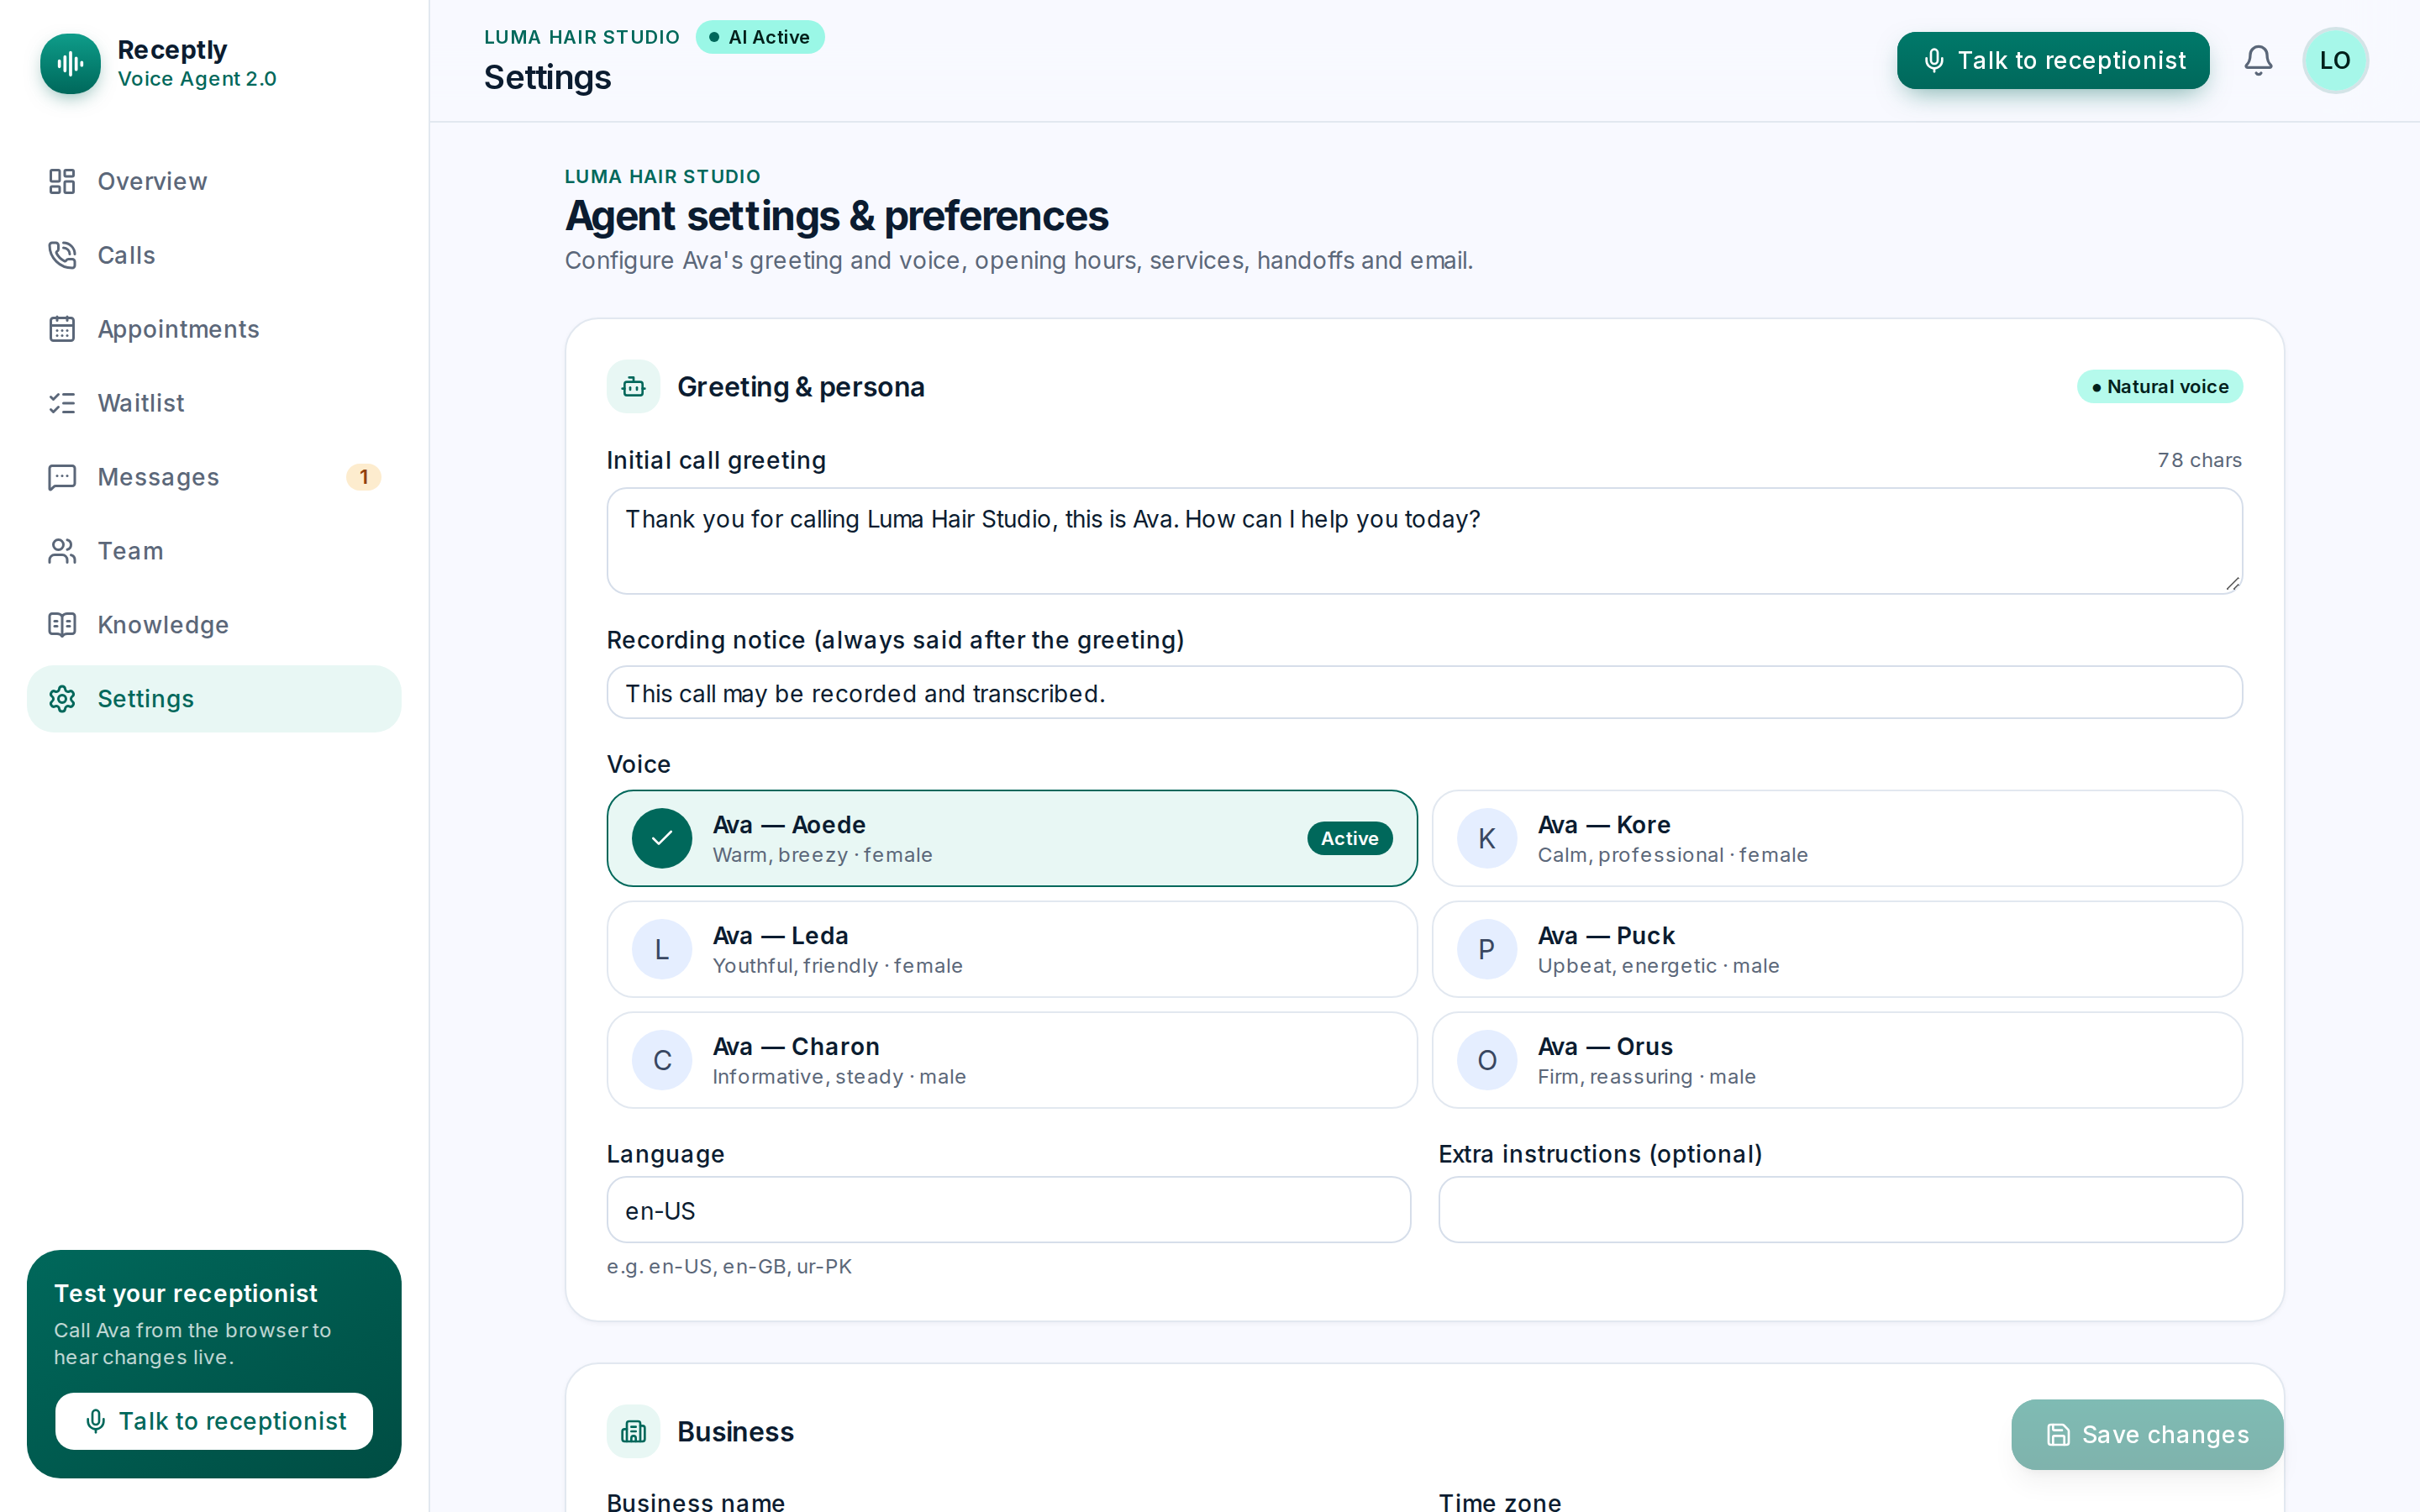 Receptly
Voice Agent 2.0
Overview
Calls
Appointments
Waitlist
Messages
1
Team
Knowledge
Settings
Test your receptionist
Call Ava from the browser to
hear changes live.
Talk to receptionist
LUMA HAIR STUDIO
AI Active
Settings
Talk to receptionist
LO
LUMA HAIR STUDIO
Agent settings & preferences
Configure Ava's greeting and voice, opening hours, services, handoffs and email.
Greeting & persona
Natural voice
Initial call greeting
78 chars
Thank you for calling Luma Hair Studio, this is Ava. How can I help you today?
Recording notice (always said after the greeting)
This call may be recorded and transcribed.
Voice
Ava — Aoede
Warm, breezy · female
Active
K
Ava — Kore
Calm, professional · female
L
Ava — Leda
Youthful, friendly · female
P
Ava — Puck
Upbeat, energetic · male
C
Ava — Charon
Informative, steady · male
O
Ava — Orus
Firm, reassuring · male
Language
en-US
e.g. en-US, en-GB, ur-PK
Extra instructions (optional)
Business
Save changes
Business name
Time zone